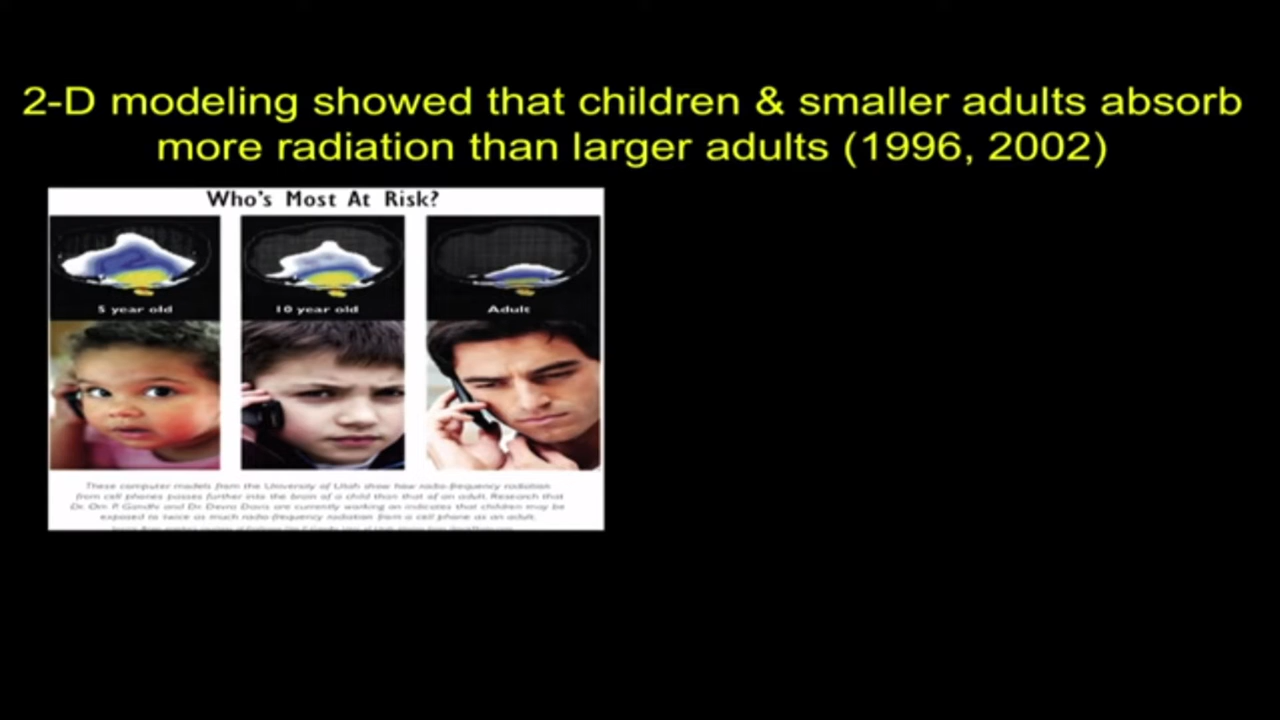 2-D modeling showed that children & smaller adults absorb
more radiation than larger adults (1996, 2002)
Who's Most At Risk?
5 year old
10 year old
Adult
These computer models from the University of Utah show how radio-frequency radiation
from cell phones passes further into the brain of a child than that of an adult. Research that
Dr. Om P. Gandhi and Dr. Devra Davis are currently working on indicates that children may be
exposed to twice as much radio-frequency radiation from a cell phone as an adult.